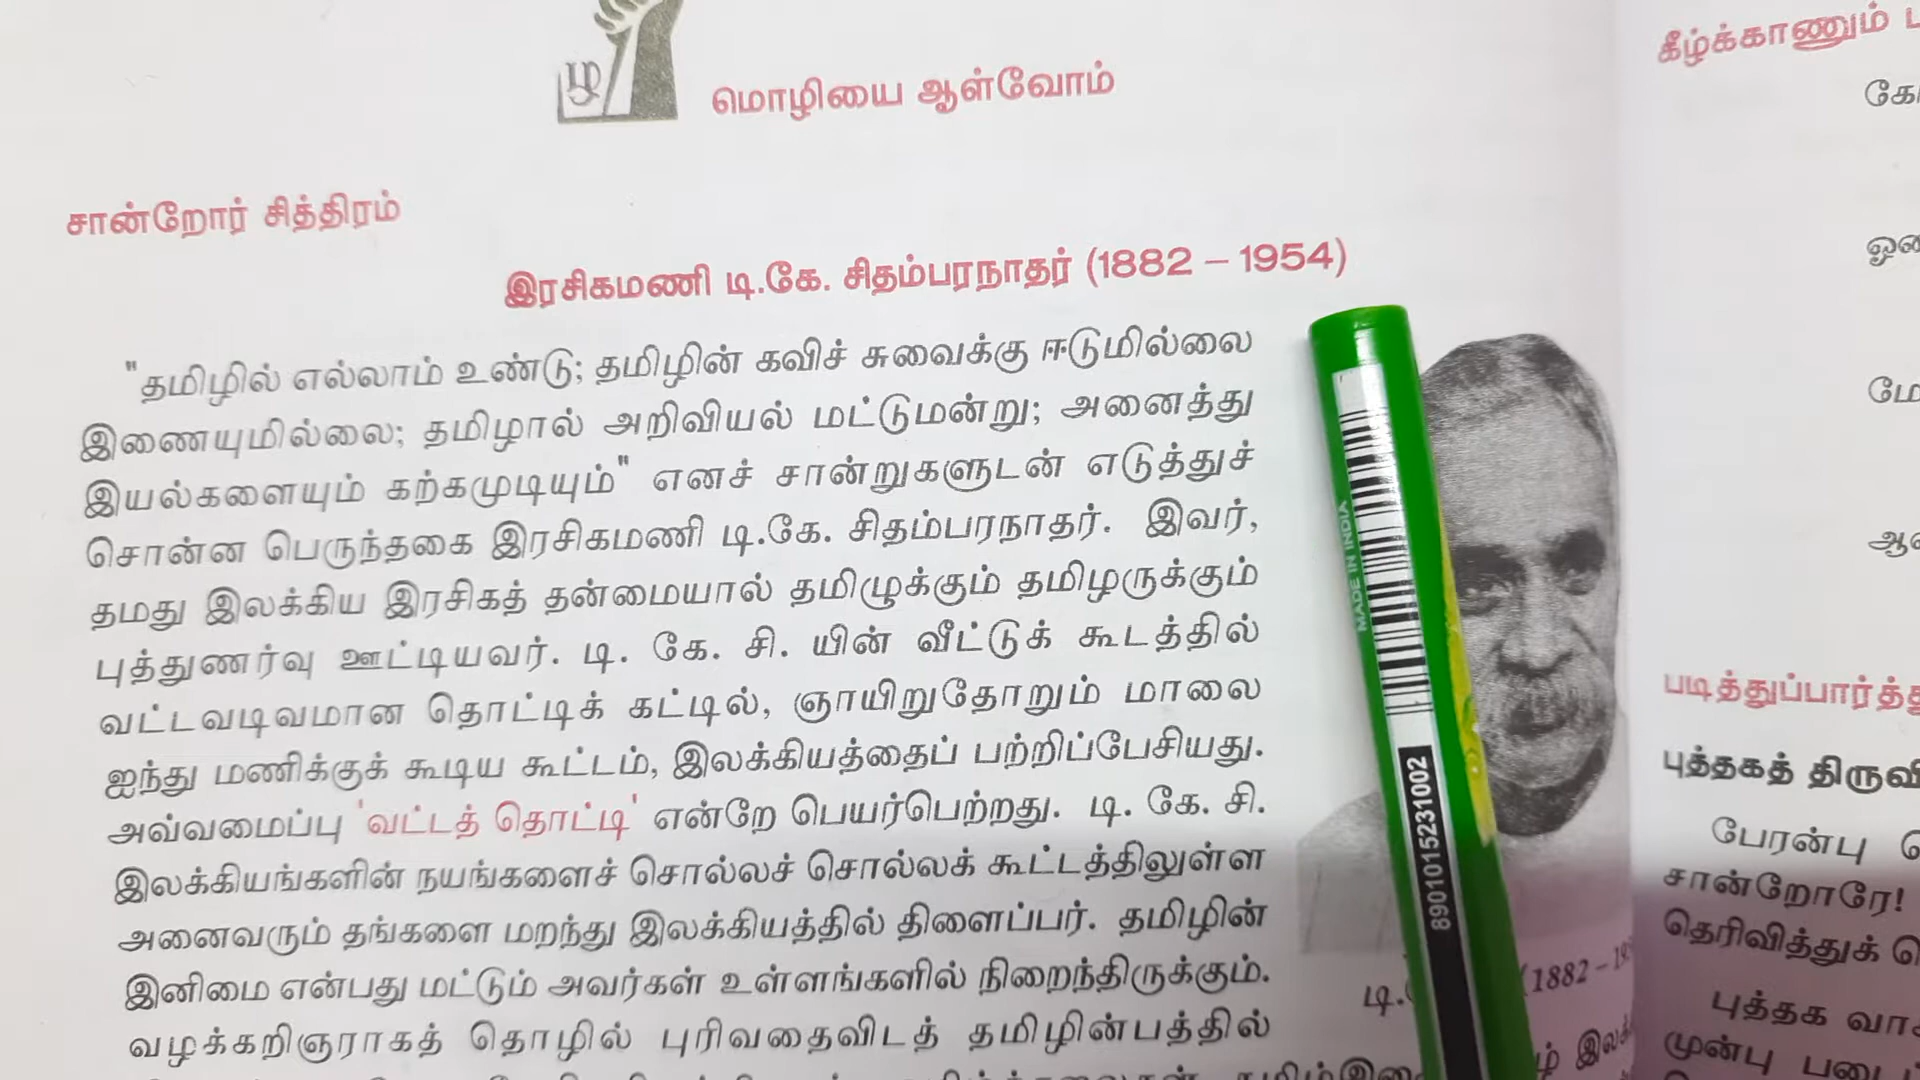 ழ
மொழியை ஆள்வோம்
சான்றோர் சித்திரம்
இரசிகமணி டி.கே. சிதம்பரநாதர் (1882 – 1954)
"தமிழில் எல்லாம் உண்டு; தமிழின் கவிச் சுவைக்கு ஈடுமில்லை
இணையுமில்லை; தமிழால் அறிவியல் மட்டுமன்று; அனைத்து
இயல்களையும் கற்கமுடியும்" எனச் சான்றுகளுடன் எடுத்துச்
சொன்ன பெருந்தகை இரசிகமணி டி.கே. சிதம்பரநாதர். இவர்,
தமது இலக்கிய இரசிகத் தன்மையால் தமிழுக்கும் தமிழருக்கும்
புத்துணர்வு ஊட்டியவர். டி. கே. சி. யின் வீட்டுக் கூடத்தில்
வட்டவடிவமான தொட்டிக் கட்டில், ஞாயிறுதோறும் மாலை
ஐந்து மணிக்குக் கூடிய கூட்டம், இலக்கியத்தைப் பற்றிப்பேசியது.
அவ்வமைப்பு 'வட்டத் தொட்டி' என்றே பெயர்பெற்றது. டி. கே. சி.
இலக்கியங்களின் நயங்களைச் சொல்லச் சொல்லக் கூட்டத்திலுள்ள
அனைவரும் தங்களை மறந்து இலக்கியத்தில் திளைப்பர். தமிழின்
இனிமை என்பது மட்டும் அவர்கள் உள்ளங்களில் நிறைந்திருக்கும்.
வழக்கறிஞராகத் தொழில் புரிவதைவிடத் தமிழின்பத்தில்
MADE IN INDIA
8901015231002
டி.
(1882 – 19
கீழ்க்காணும்
படித்துப்பார்த்து
புத்தகத் திருவி
பேரன்பு
சான்றோரே!
தெரிவித்துக்
புத்தக வாச
முன்பு படை